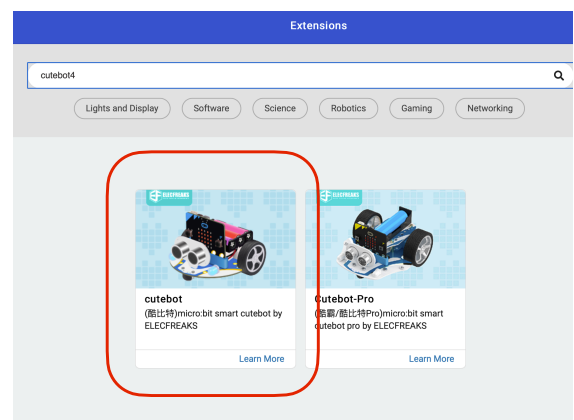 Extensions
cutebot4
Lights and Display
Software
Science
Robotics
Gaming
Networking
ELECFREAKS
ELECFREAKS
cutebot
(酷比特)micro:bit smart cutebot by
ELECFREAKS
Learn More
Cutebot-Pro
(酷霸/酷比特Pro)micro:bit smart
cutebot pro by ELECFREAKS
Learn More